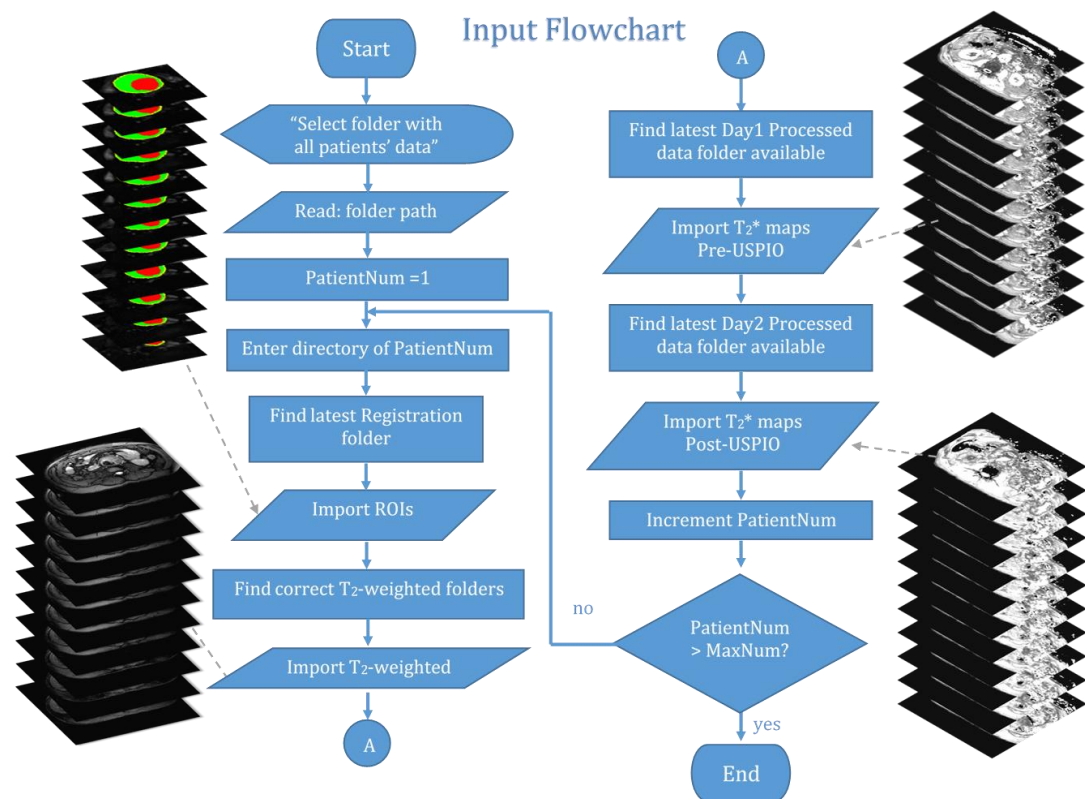 Input Flowchart
Start
“Select folder with
all patients’ data”
Read: folder path
PatientNum =1
Enter directory of PatientNum
Find latest Registration
folder
Import ROIs
Find correct T₂-weighted folders
Import T₂-weighted
A
A
Find latest Day1 Processed
data folder available
Import T₂* maps
Pre-USPIO
Find latest Day2 Processed
data folder available
Import T₂* maps
Post-USPIO
Increment PatientNum
PatientNum
> MaxNum?
no
yes
End